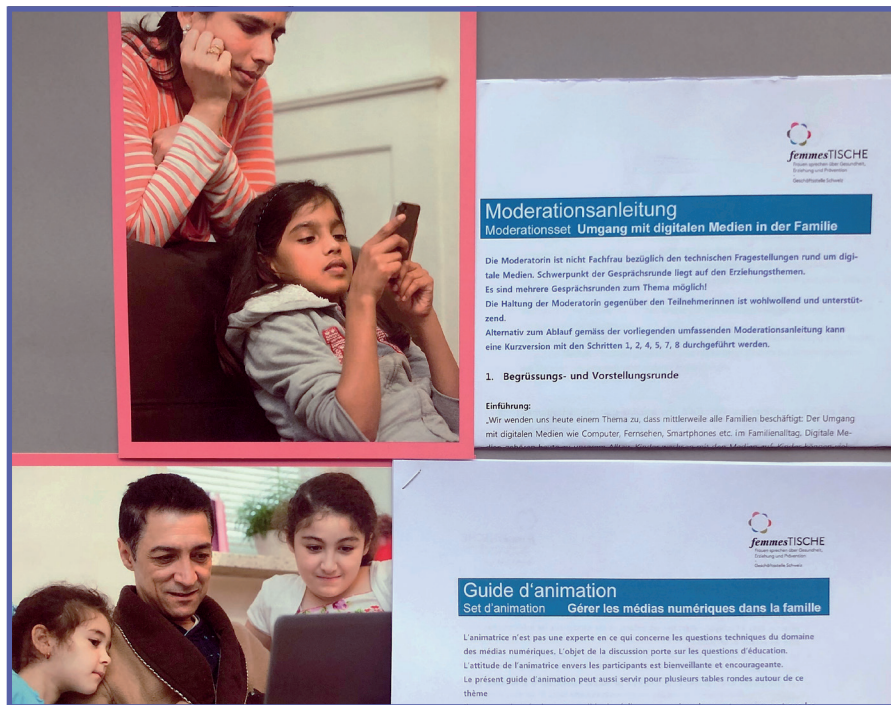 femmesTISCHE
Frauen sprechen über Gesundheit,
Erziehung und Prävention
Geschäftsstelle Schweiz
Moderationsanleitung
Moderationsset Umgang mit digitalen Medien in der Familie
Die Moderatorin ist nicht Fachfrau bezüglich den technischen Fragestellungen rund um digi-
tale Medien. Schwerpunkt der Gesprächsrunde liegt auf den Erziehungsthemen.
Es sind mehrere Gesprächsrunden zum Thema möglich!
Die Haltung der Moderatorin gegenüber den Teilnehmerinnen ist wohlwollend und unterstüt-
zend.
Alternativ zum Ablauf gemäss der vorliegenden umfassenden Moderationsanleitung kann
eine Kurzversion mit den Schritten 1, 2, 4, 5, 7, 8 durchgeführt werden.
1. Begrüssungs- und Vorstellungsrunde
Einführung:
„Wir wenden uns heute einem Thema zu, dass mittlerweile alle Familien beschäftigt: Der Umgang
mit digitalen Medien wie Computer, Fernsehen, Smartphones etc. im Familienalltag. Digitale Me-
femmesTISCHE
Frauen sprechen über Gesundheit,
Erziehung und Prävention
Geschäftsstelle Schweiz
Guide d'animation
Set d'animation Gérer les médias numériques dans la famille
L'animatrice n'est pas une experte en ce qui concerne les questions techniques du domaine
des médias numériques. L'objet de la discussion porte sur les questions d'éducation.
L'attitude de l'animatrice envers les participants est bienveillante et encourageante.
Le présent guide d'animation peut aussi servir pour plusieurs tables rondes autour de ce
thème